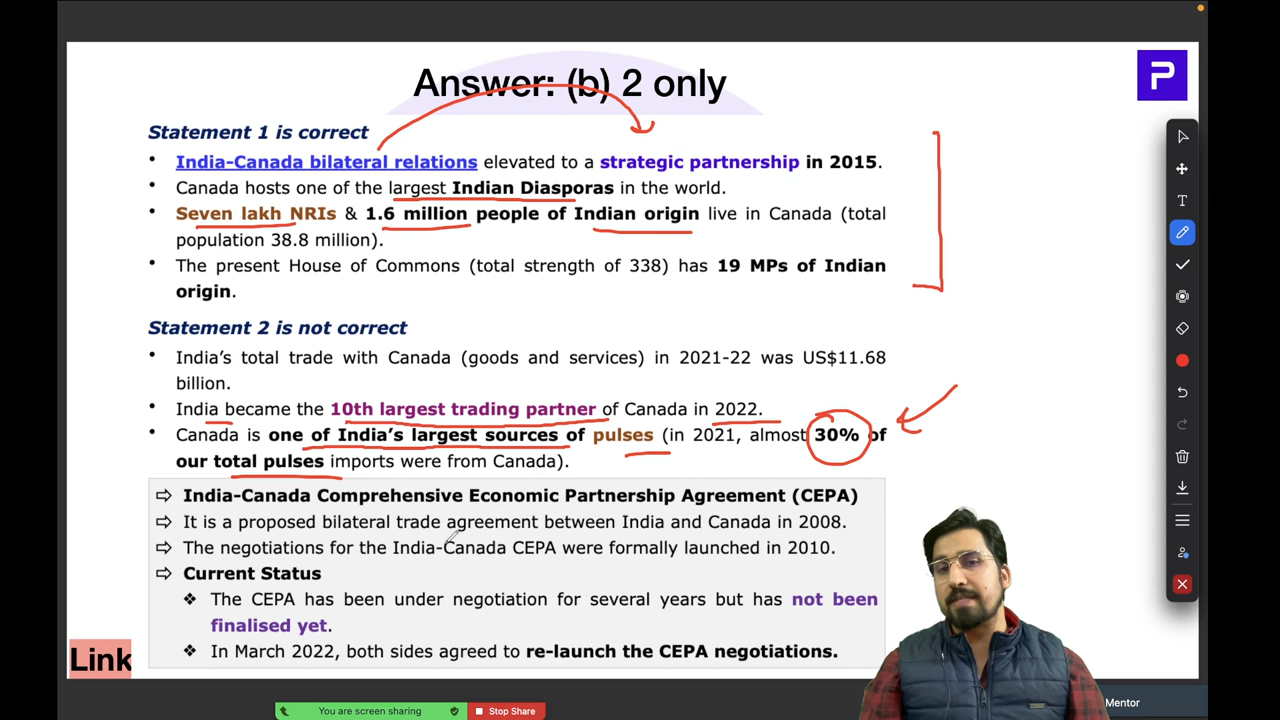 Answer: (b) 2 only
P
Statement 1 is correct
• India-Canada bilateral relations elevated to a strategic partnership in 2015.
• Canada hosts one of the largest Indian Diasporas in the world.
• Seven lakh NRIs & 1.6 million people of Indian origin live in Canada (total
population 38.8 million).
• The present House of Commons (total strength of 338) has 19 MPs of Indian
origin.
Statement 2 is not correct
• India's total trade with Canada (goods and services) in 2021-22 was US$11.68
billion.
• India became the 10th largest trading partner of Canada in 2022.
• Canada is one of India's largest sources of pulses (in 2021, almost 30% of
our total pulses imports were from Canada).
⇨ India-Canada Comprehensive Economic Partnership Agreement (CEPA)
⇨ It is a proposed bilateral trade agreement between India and Canada in 2008.
⇨ The negotiations for the India-Canada CEPA were formally launched in 2010.
⇨ Current Status
❖ The CEPA has been under negotiation for several years but has not been
finalised yet.
❖ In March 2022, both sides agreed to re-launch the CEPA negotiations.
Link
T
Mentor
You are screen sharing
Stop Share